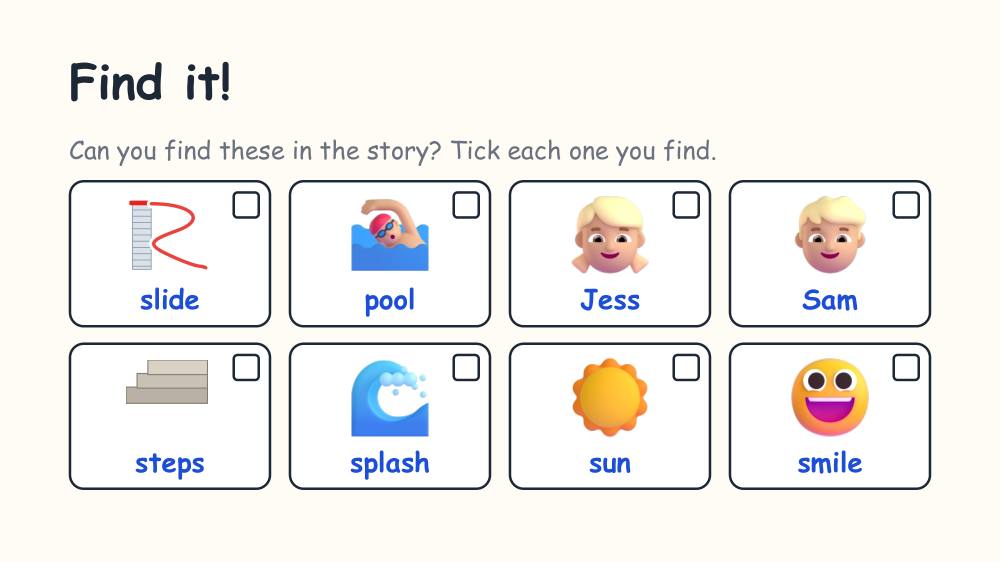 Find it!
Can you find these in the story? Tick each one you find.
slide
pool
Jess
Sam
steps
splash
sun
smile